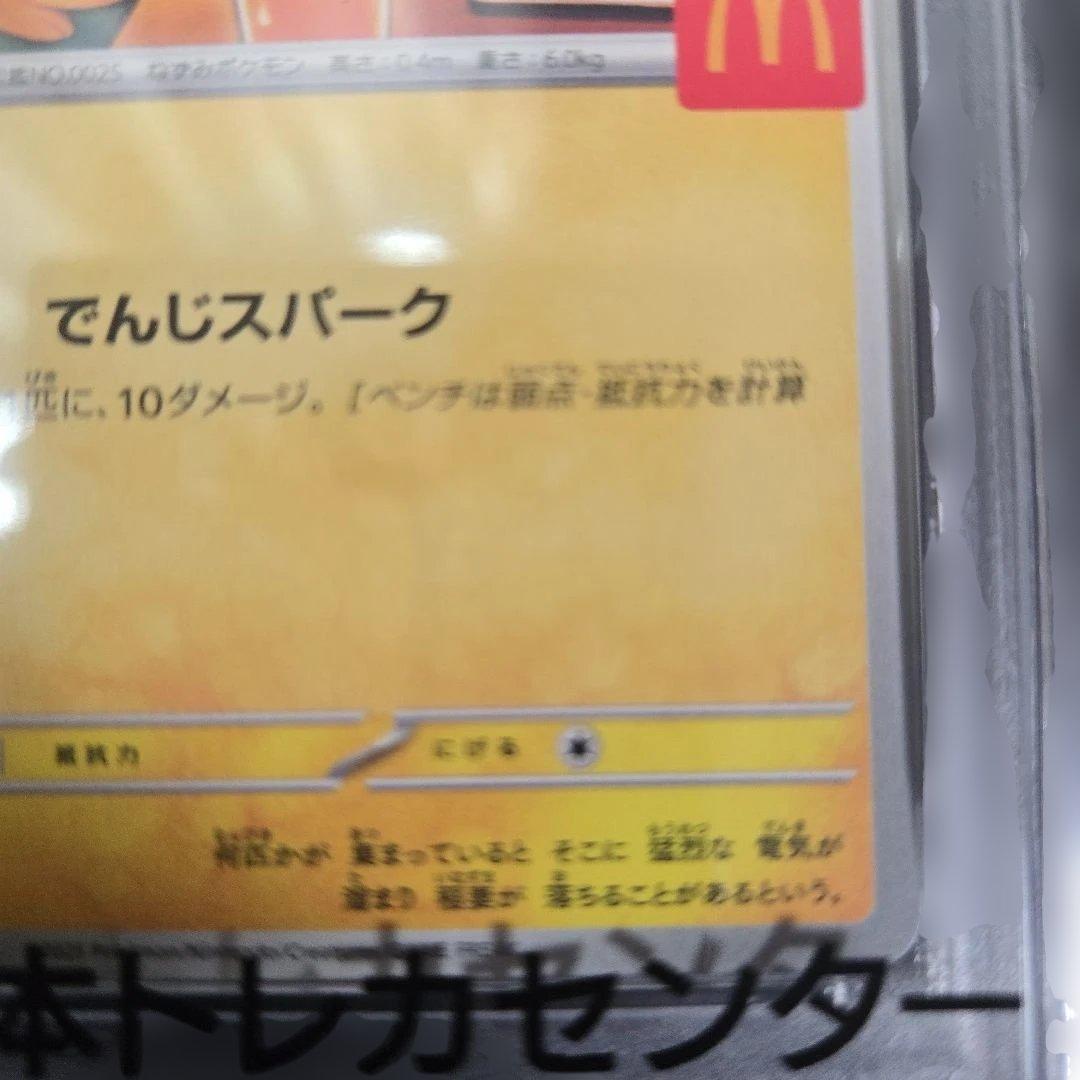 NO.0025 ねずみポケモン 高さ:0.4m 重さ:6.0kg
でんじスパーク
匹に、10ダメージ。[ベンチは弱点・抵抗力を計算
抵抗力 にげる
何匹かが 集まっていると そこに 猛烈な 電気が
溜まり 稲妻が 落ちることがあるという。
本トレカセンター